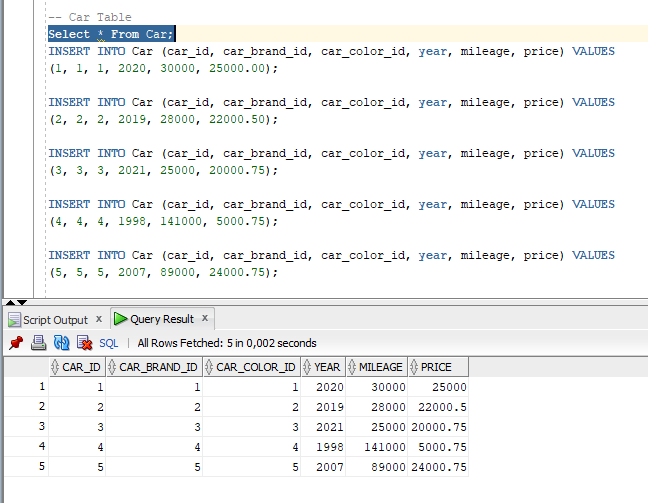 -- Car Table
Select * From Car;
INSERT INTO Car (car_id, car_brand_id, car_color_id, year, mileage, price) VALUES
(1, 1, 1, 2020, 30000, 25000.00);
INSERT INTO Car (car_id, car_brand_id, car_color_id, year, mileage, price) VALUES
(2, 2, 2, 2019, 28000, 22000.50);
INSERT INTO Car (car_id, car_brand_id, car_color_id, year, mileage, price) VALUES
(3, 3, 3, 2021, 25000, 20000.75);
INSERT INTO Car (car_id, car_brand_id, car_color_id, year, mileage, price) VALUES
(4, 4, 4, 1998, 141000, 5000.75);
INSERT INTO Car (car_id, car_brand_id, car_color_id, year, mileage, price) VALUES
(5, 5, 5, 2007, 89000, 24000.75);
Script Output x Query Result x
SQL | All Rows Fetched: 5 in 0,002 seconds
CAR_ID CAR_BRAND_ID CAR_COLOR_ID YEAR MILEAGE PRICE
1 1 1 1 2020 30000 25000
2 2 2 2 2019 28000 22000.5
3 3 3 3 2021 25000 20000.75
4 4 4 4 1998 141000 5000.75
5 5 5 5 2007 89000 24000.75